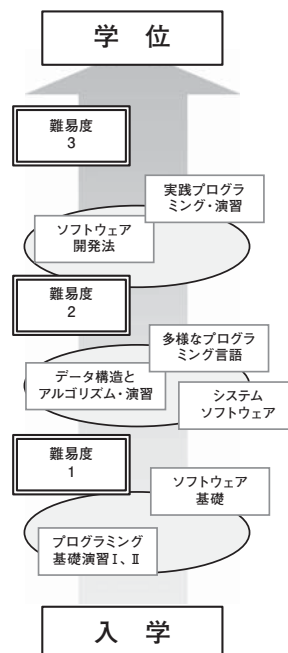 学 位
難易度
3
実践プログラ
ミング・演習
ソフトウェア
開発法
難易度
2
多様なプログラ
ミング言語
データ構造と
アルゴリズム・演習
システム
ソフトウェア
難易度
1
ソフトウェア
基礎
プログラミング
基礎演習Ⅰ、Ⅱ
入 学